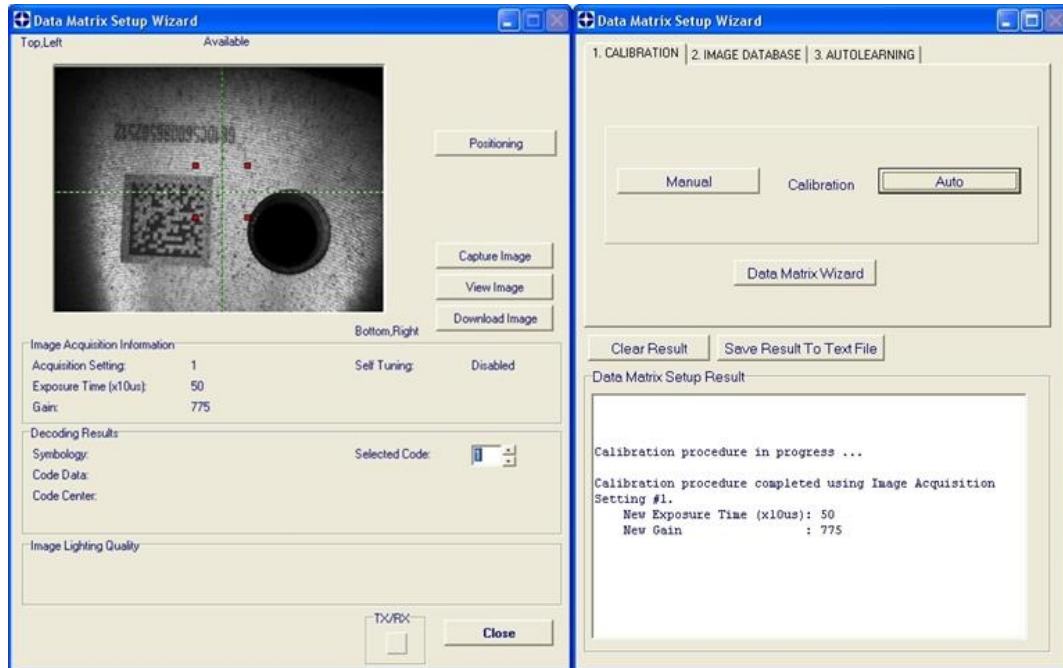 Data Matrix Setup Wizard
Top,Left
Available
Positioning
Capture Image
View Image
Download Image
Bottom,Right
Image Acquisition Information
Acquisition Setting: 1
Self Tuning: Disabled
Exposure Time (x10us): 50
Gain: 775
Decoding Results
Symbology:
Selected Code: 1
Code Data:
Code Center:
Image Lighting Quality
TX/RX
Close
Data Matrix Setup Wizard
1. CALIBRATION
2. IMAGE DATABASE
3. AUTOLEARNING
Manual
Calibration
Auto
Data Matrix Wizard
Clear Result
Save Result To Text File
Data Matrix Setup Result
Calibration procedure in progress ...
Calibration procedure completed using Image Acquisition
Setting #1.
New Exposure Time (x10us): 50
New Gain : 775